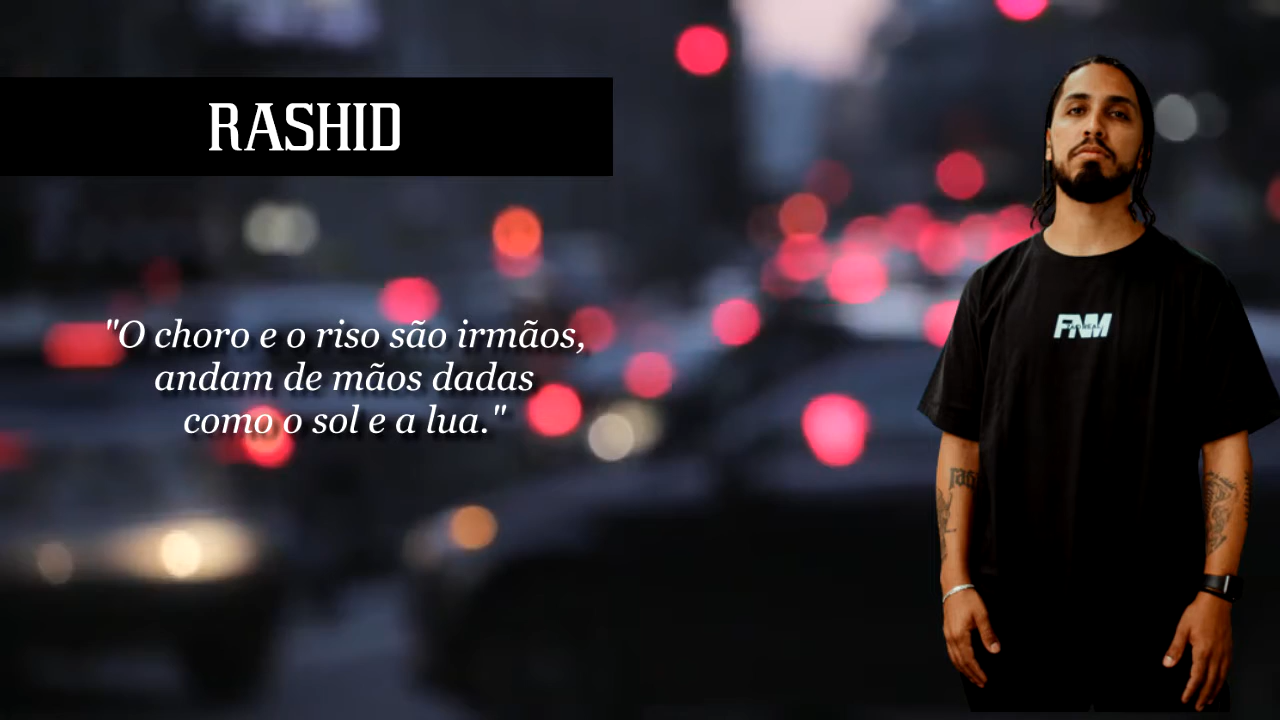 RASHID
"O choro e o riso são irmãos,
andam de mãos dadas
como o sol e a lua."
FNM